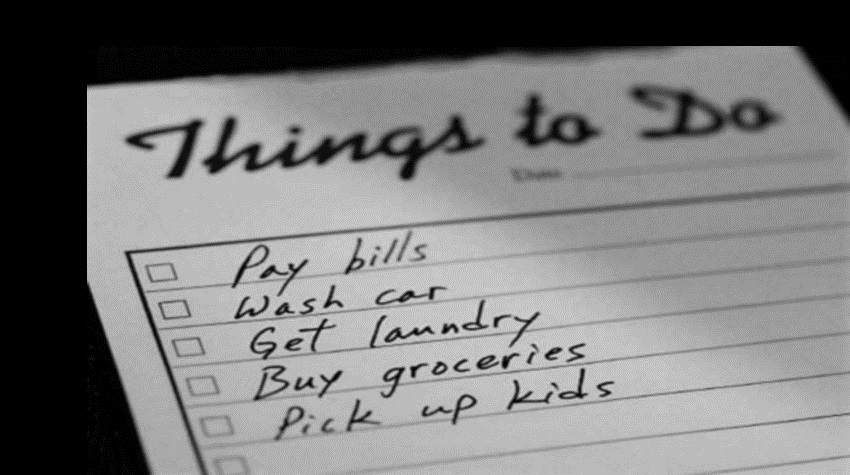 Things to Do
Date
Pay bills
Wash car
Get laundry
Buy groceries
Pick up kids